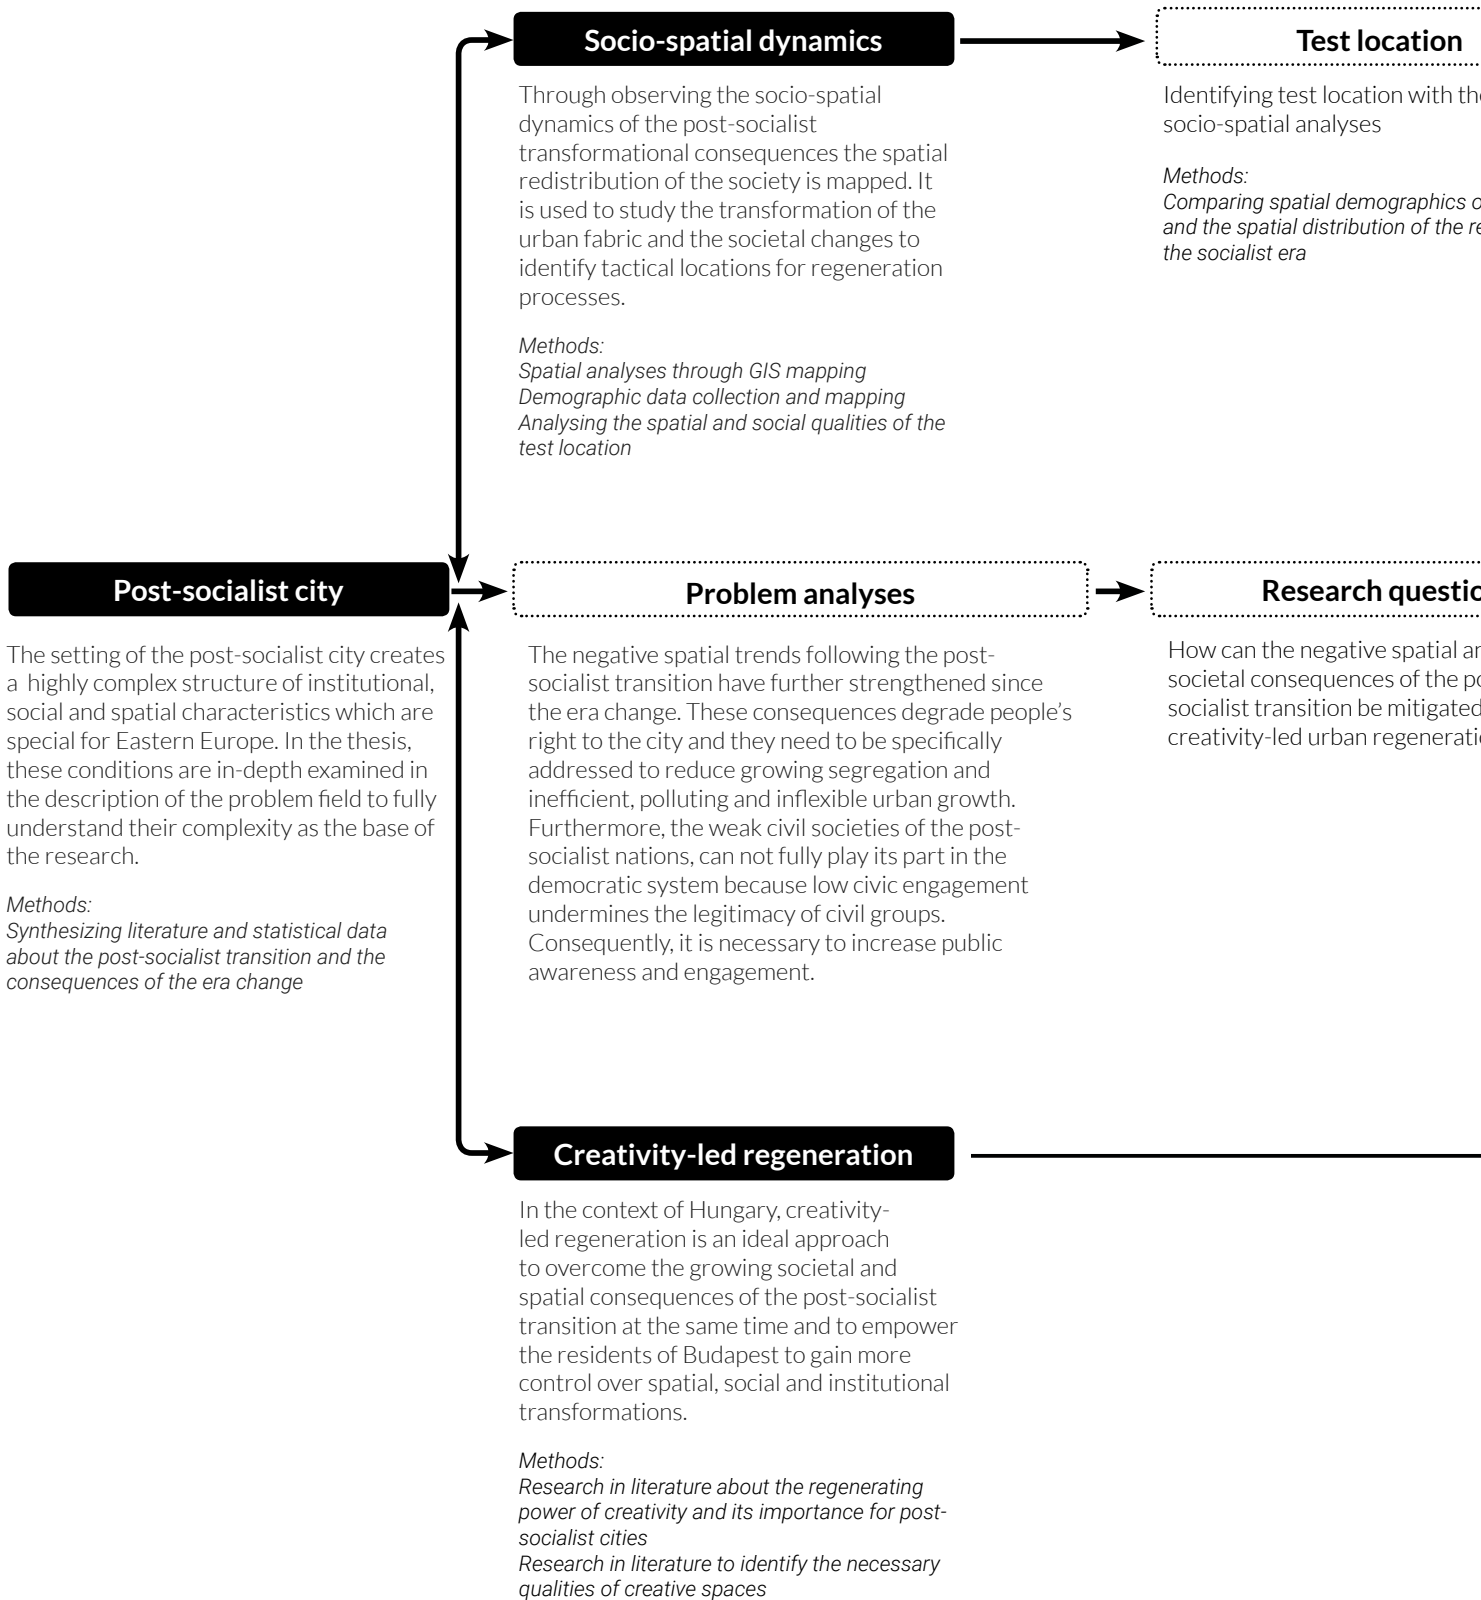 Socio-spatial dynamics
Through observing the socio-spatial
dynamics of the post-socialist
transformational consequences the spatial
redistribution of the society is mapped. It
is used to study the transformation of the
urban fabric and the societal changes to
identify tactical locations for regeneration
processes.
Methods:
Spatial analyses through GIS mapping
Demographic data collection and mapping
Analysing the spatial and social qualities of the
test location
Test location
Identifying test location with
socio-spatial analyses
Methods:
Comparing spatial demographics
and the spatial distribution of the
the socialist era
Post-socialist city
The setting of the post-socialist city creates
a highly complex structure of institutional,
social and spatial characteristics which are
special for Eastern Europe. In the thesis,
these conditions are in-depth examined in
the description of the problem field to fully
understand their complexity as the base of
the research.
Methods:
Synthesizing literature and statistical data
about the post-socialist transition and the
consequences of the era change
Problem analyses
The negative spatial trends following the post-
socialist transition have further strengthened since
the era change. These consequences degrade people’s
right to the city and they need to be specifically
addressed to reduce growing segregation and
inefficient, polluting and inflexible urban growth.
Furthermore, the weak civil societies of the post-
socialist nations, can not fully play its part in the
democratic system because low civic engagement
undermines the legitimacy of civil groups.
Consequently, it is necessary to increase public
awareness and engagement.
Research
How can the negative spatial
societal consequences of the
socialist transition be mitigated
creativity-led urban
Creativity-led regeneration
In the context of Hungary, creativity-
led regeneration is an ideal approach
to overcome the growing societal and
spatial consequences of the post-socialist
transition at the same time and to empower
the residents of Budapest to gain more
control over spatial, social and institutional
transformations.
Methods:
Research in literature about the regenerating
power of creativity and its importance for post-
socialist cities
Research in literature to identify the necessary
qualities of creative spaces